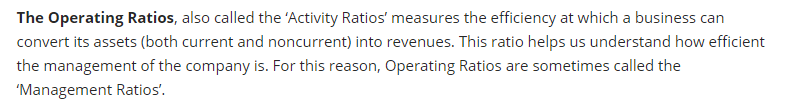 The Operating Ratios, also called the ‘Activity Ratios’ measures the efficiency at which a business can
convert its assets (both current and noncurrent) into revenues. This ratio helps us understand how efficient
the management of the company is. For this reason, Operating Ratios are sometimes called the
‘Management Ratios’.